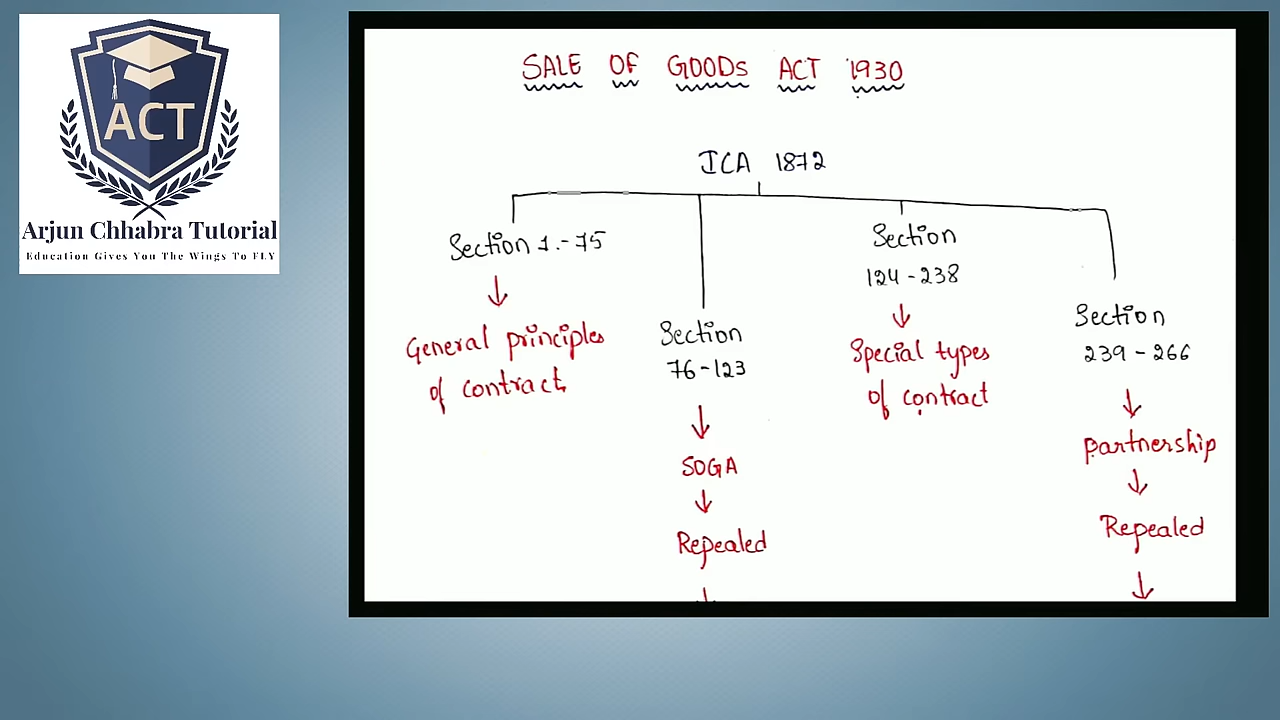 ACT
Arjun Chhabra Tutorial
Education Gives You The Wings To FLY
SALE OF GOODS ACT 1930
ICA 1872
Section 1.-75
General principles
of contract
Section
76-123
SOGA
Repealed
Section
124-238
Special types
of contract
Section
239-266
Partnership
Repealed